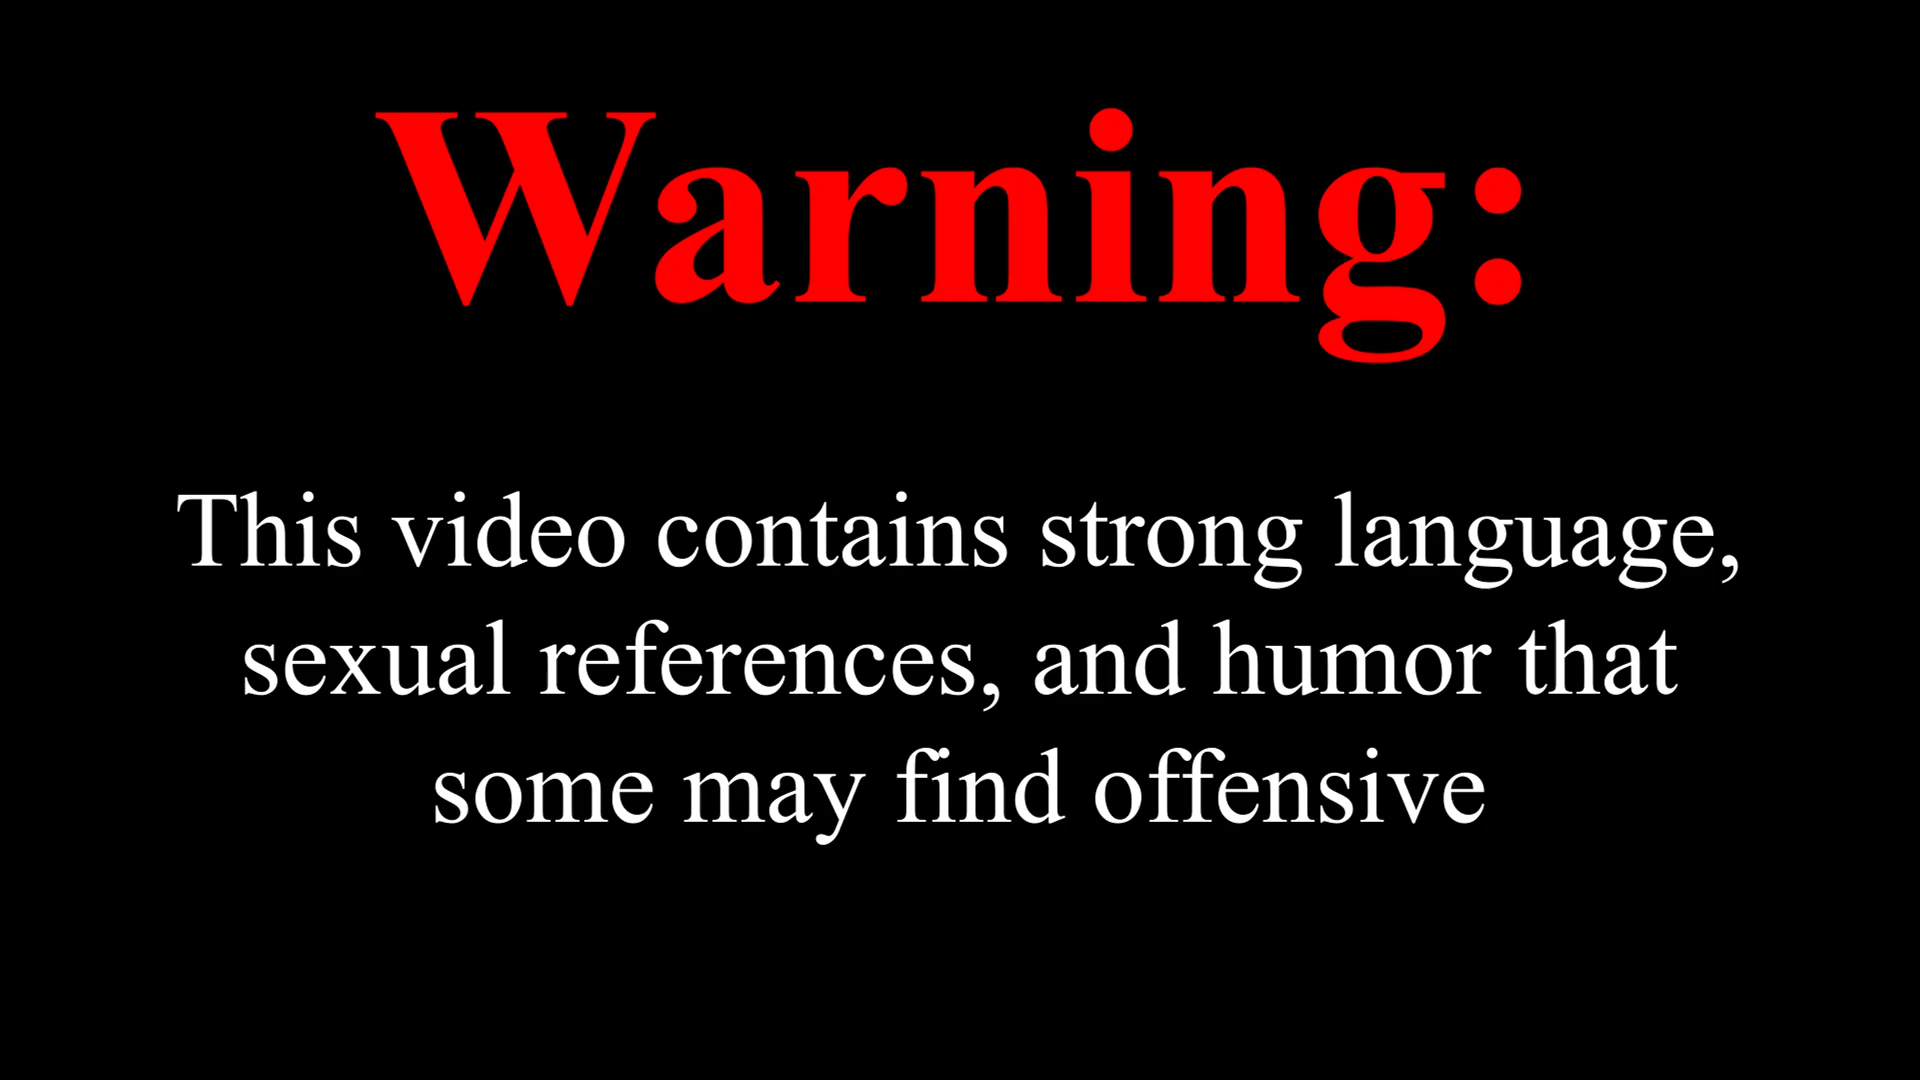 Warning:
This video contains strong language,
sexual references, and humor that
some may find offensive